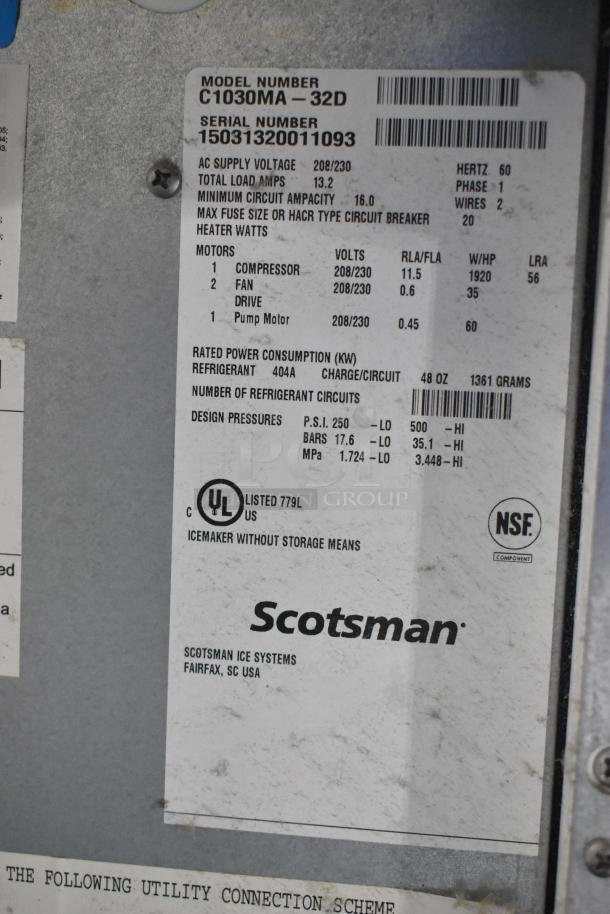 MODEL NUMBER
C1030MA – 32D
SERIAL NUMBER
15031320011093
AC SUPPLY VOLTAGE 208/230 HERTZ 60
TOTAL LOAD AMPS 13.2 PHASE 1
MINIMUM CIRCUIT AMPACITY 16.0 WIRES 2
MAX FUSE SIZE OR HACR TYPE CIRCUIT BREAKER 20
HEATER WATTS
MOTORS VOLTS RLA/FLA W/HP LRA
1 COMPRESSOR 208/230 11.5 1920 56
2 FAN 208/230 0.6 35
DRIVE
1 Pump Motor 208/230 0.45 60
RATED POWER CONSUMPTION (KW)
REFRIGERANT 404A CHARGE/CIRCUIT 48 OZ 1361 GRAMS
NUMBER OF REFRIGERANT CIRCUITS
DESIGN PRESSURES P.S.I. 250 – LO 500 – HI
BARS 17.6 – LO 35.1 – HI
MPa 1.724 – LO 3.448 – HI
C UL LISTED 779L
US
NSF.
COMPONENT
ICEMAKER WITHOUT STORAGE MEANS
Scotsman
SCOTSMAN ICE SYSTEMS
FAIRFAX, SC USA
ed
a
THE FOLLOWING UTILITY CONNECTION SCHEME
GROUP